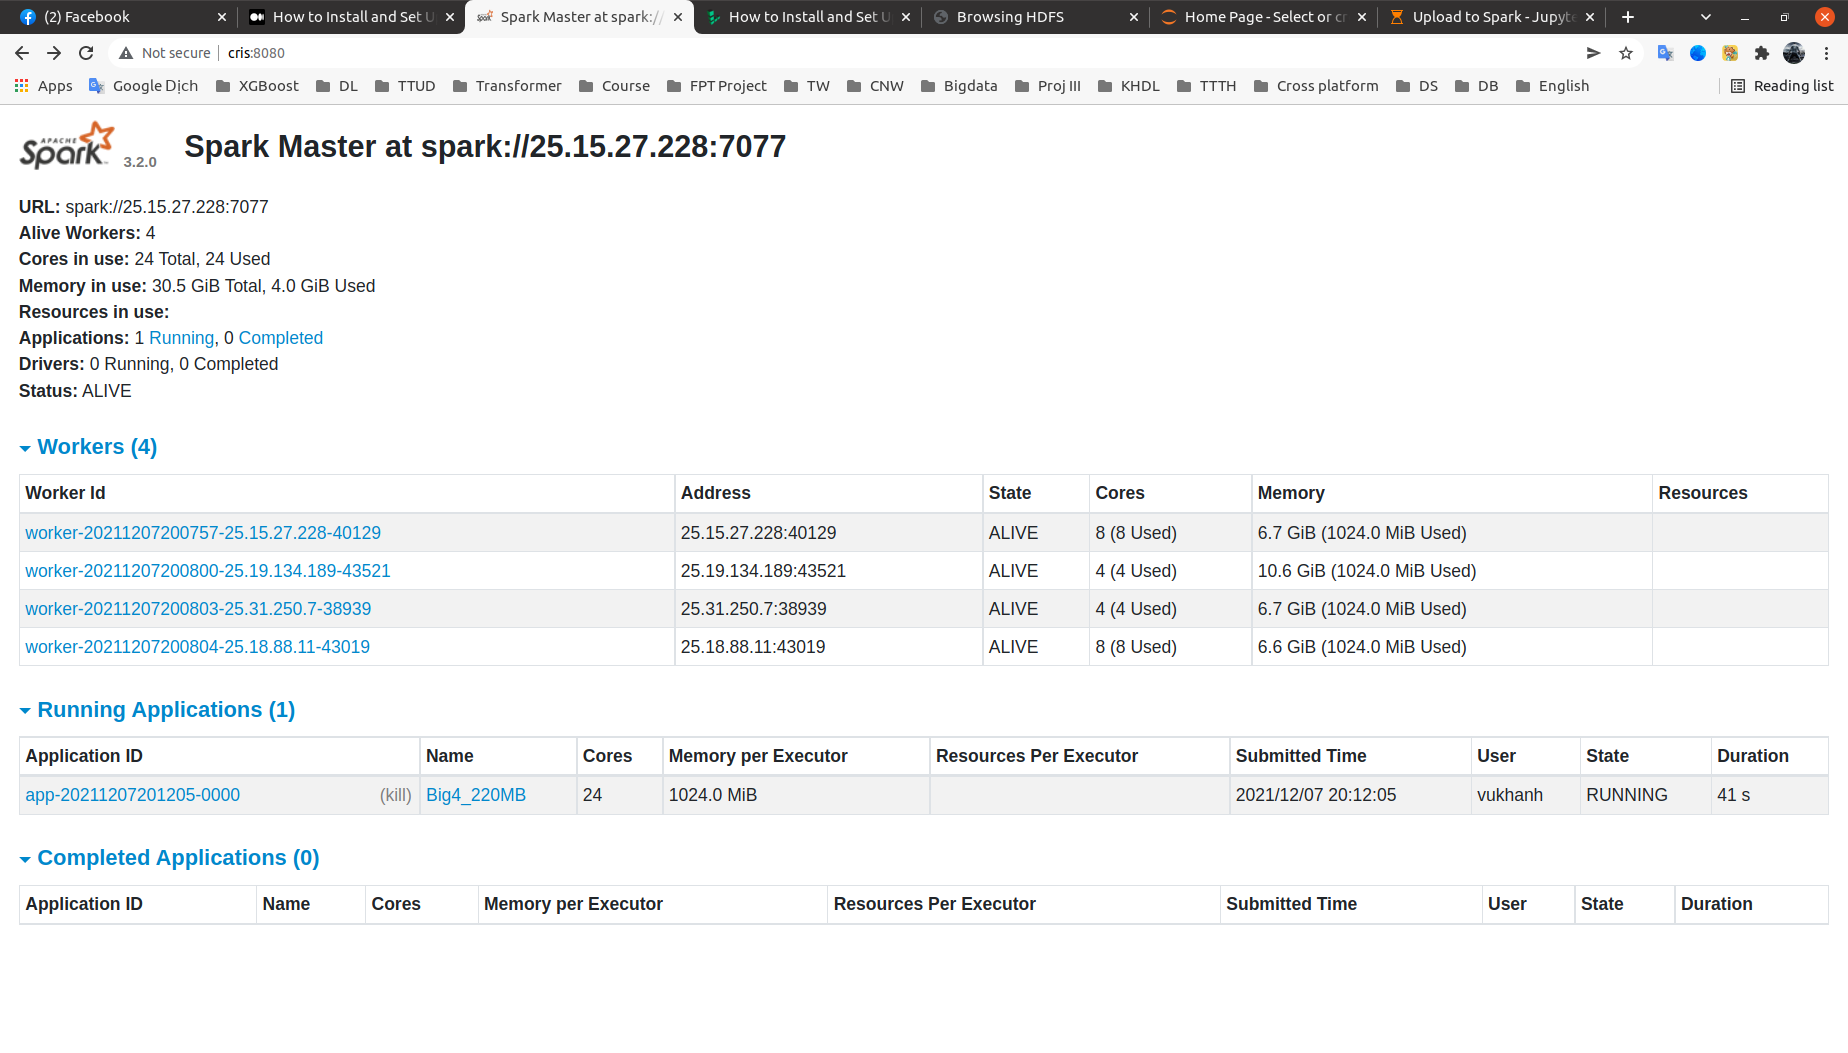 (2) Facebook
How to Install and Set U
Spark Master at spark://
How to Install and Set U
Browsing HDFS
Home Page - Select or cr
Upload to Spark - Jupyte
Not secure
cris:8080
Apps
Google Dịch
XGBoost
DL
TTUD
Transformer
Course
FPT Project
TW
CNW
Bigdata
Proj III
KHDL
TTTH
Cross platform
DS
DB
English
Reading list
APACHE
Spark
3.2.0
Spark Master at spark://25.15.27.228:7077
URL: spark://25.15.27.228:7077
Alive Workers: 4
Cores in use: 24 Total, 24 Used
Memory in use: 30.5 GiB Total, 4.0 GiB Used
Resources in use:
Applications: 1 Running, 0 Completed
Drivers: 0 Running, 0 Completed
Status: ALIVE
Workers (4)
Worker Id Address State Cores Memory Resources
worker-20211207200757-25.15.27.228-40129 25.15.27.228:40129 ALIVE 8 (8 Used) 6.7 GiB (1024.0 MiB Used)
worker-20211207200800-25.19.134.189-43521 25.19.134.189:43521 ALIVE 4 (4 Used) 10.6 GiB (1024.0 MiB Used)
worker-20211207200803-25.31.250.7-38939 25.31.250.7:38939 ALIVE 4 (4 Used) 6.7 GiB (1024.0 MiB Used)
worker-20211207200804-25.18.88.11-43019 25.18.88.11:43019 ALIVE 8 (8 Used) 6.6 GiB (1024.0 MiB Used)
Running Applications (1)
Application ID Name Cores Memory per Executor Resources Per Executor Submitted Time User State Duration
app-20211207201205-0000 (kill) Big4_220MB 24 1024.0 MiB 2021/12/07 20:12:05 vukhanh RUNNING 41 s
Completed Applications (0)
Application ID Name Cores Memory per Executor Resources Per Executor Submitted Time User State Duration